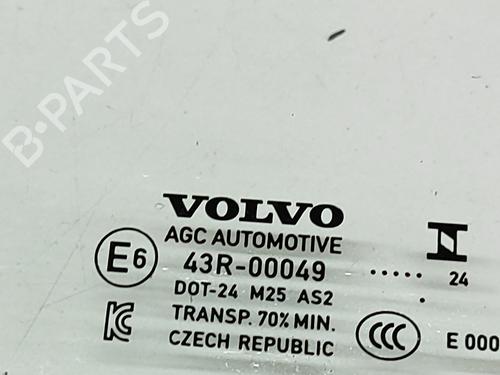 B·PARTS
VOLVO
AGC AUTOMOTIVE
E6 43R-00049 ..... 24
DOT-24 M25 AS2 .
TRANSP. 70% MIN. CCC E 000
CZECH REPUBLIC